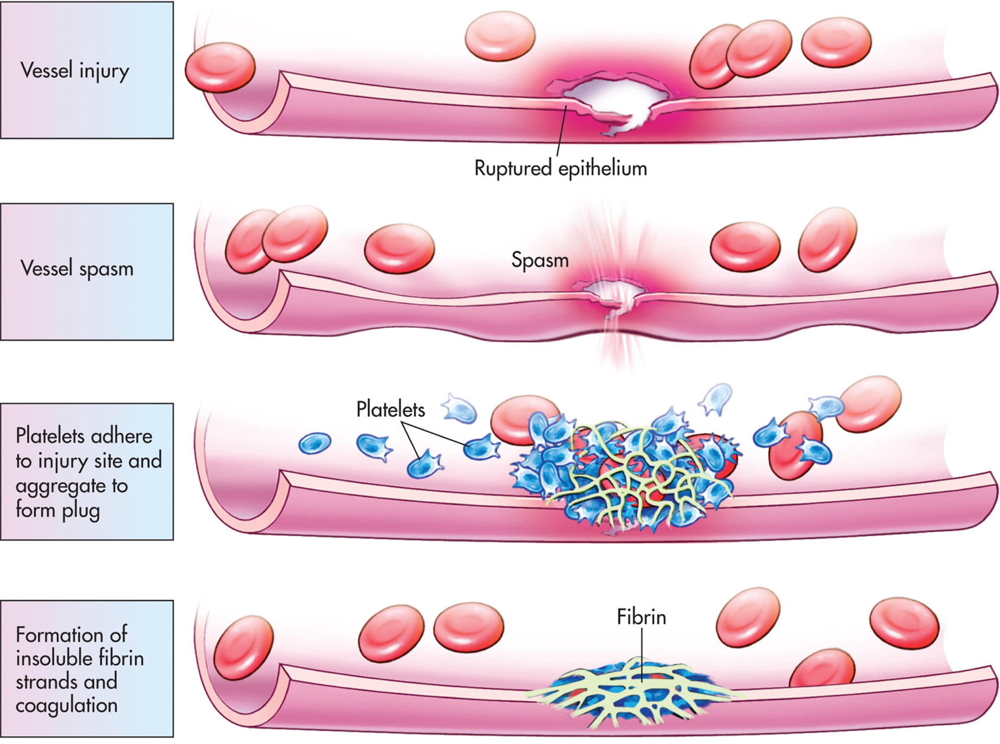 Vessel injury
Ruptured epithelium
Vessel spasm
Spasm
Platelets adhere
to injury site and
aggregate to
form plug
Platelets
Formation of
insoluble fibrin
strands and
coagulation
Fibrin